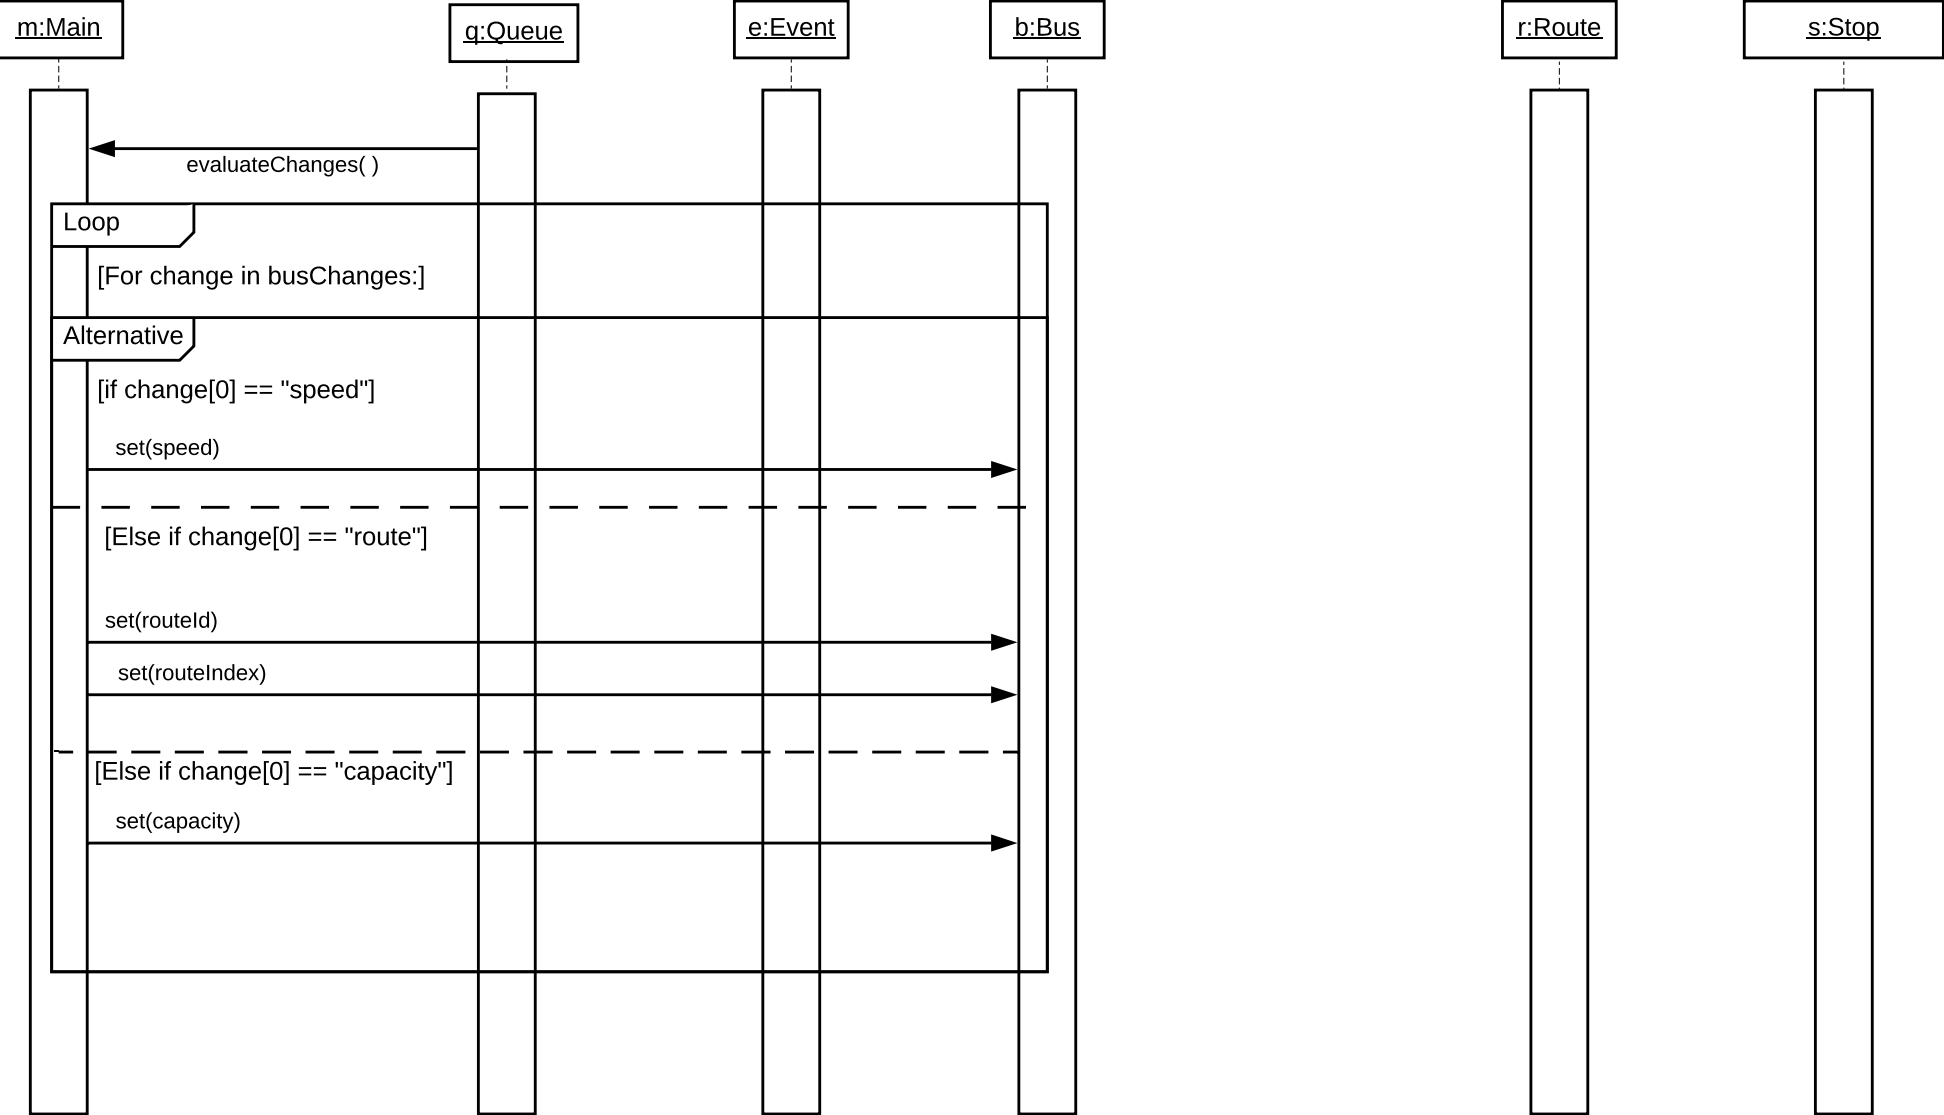 m:Main
q:Queue
e:Event
b:Bus
r:Route
s:Stop
evaluateChanges( )
Loop
[For change in busChanges:]
Alternative
[if change[0] == "speed"]
set(speed)
[Else if change[0] == "route"]
set(routeId)
set(routeIndex)
[Else if change[0] == "capacity"]
set(capacity)